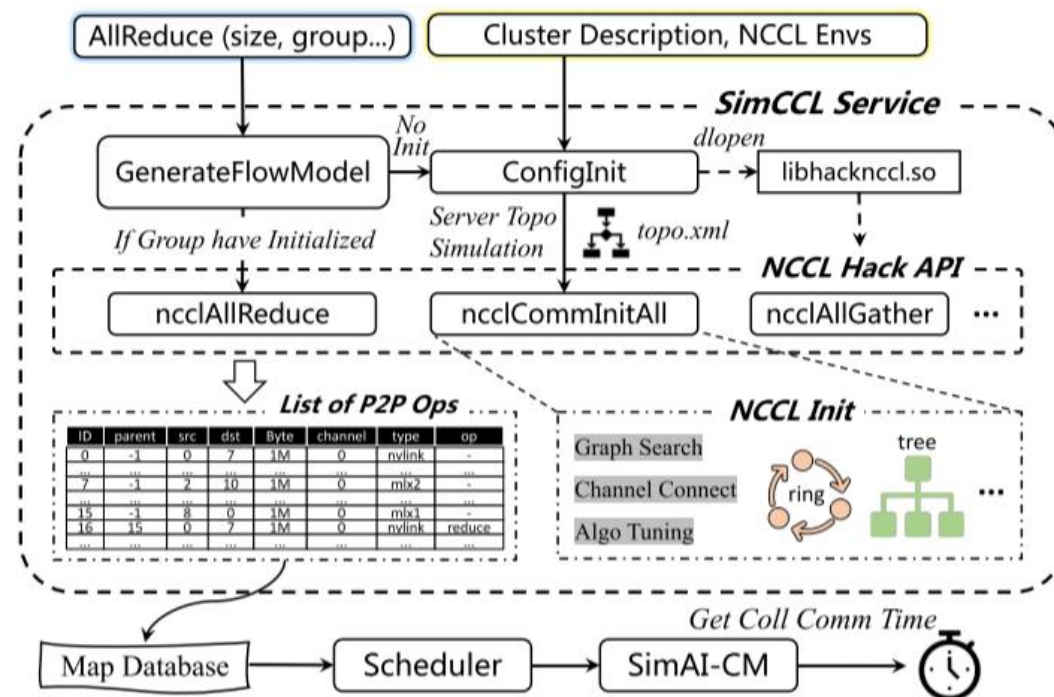 AllReduce (size, group...)
Cluster Description, NCCL Envs
SimCCL Service
No
Init
dlopen
GenerateFlowModel
ConfigInit
libhacknccl.so
If Group have Initialized
Server Topo
Simulation
topo.xml
NCCL Hack API
ncclAllReduce
ncclCommInitAll
ncclAllGather
...
List of P2P Ops
ID parent src dst Byte channel type op
0 -1 0 7 1M 0 nvlink -
... ... ... ... ... ... ... ...
7 -1 2 10 1M 0 mlx2 -
... ... ... ... ... ... ... ...
15 -1 8 0 1M 0 mlx1 -
16 15 0 7 1M 0 nvlink reduce
... ... ... ... ... ... ... ...
NCCL Init
Graph Search
Channel Connect
Algo Tuning
ring
tree
...
Get Coll Comm Time
Map Database
Scheduler
SimAI-CM